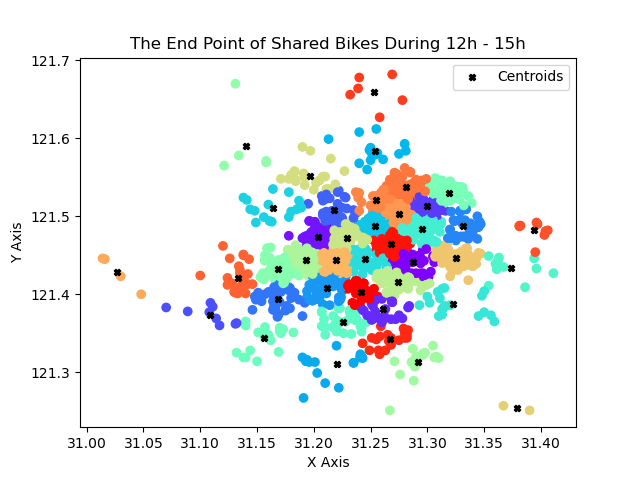 The End Point of Shared Bikes During 12h - 15h
Centroids
Y Axis
121.7
121.6
121.5
121.4
121.3
31.00 31.05 31.10 31.15 31.20 31.25 31.30 31.35 31.40
X Axis